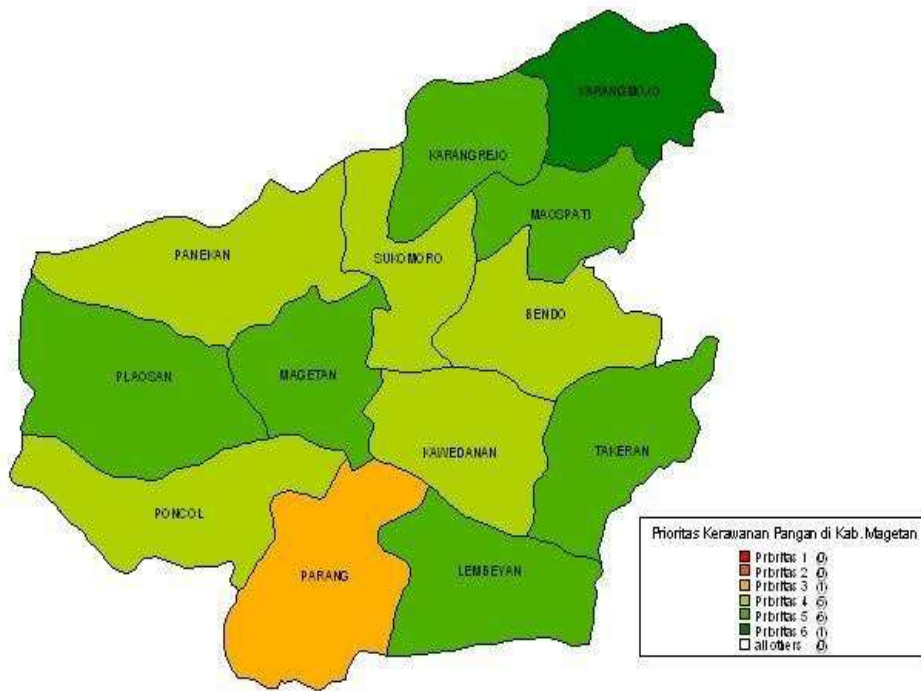 KARANGMOJO
KARANGREJO
MAOSPATI
PANEKAN
SUKOMORO
BENDO
PLAOSAN
MAGETAN
KAWEDANAN
TAKERAN
PONCOL
PARANG
LEMBEYAN
Prioritas Kerawanan Pangan di Kab. Magetan
Prioritas 1 (0)
Prioritas 2 (0)
Prioritas 3 (1)
Prioritas 4 (5)
Prioritas 5 (6)
Prioritas 6 (1)
all others (0)